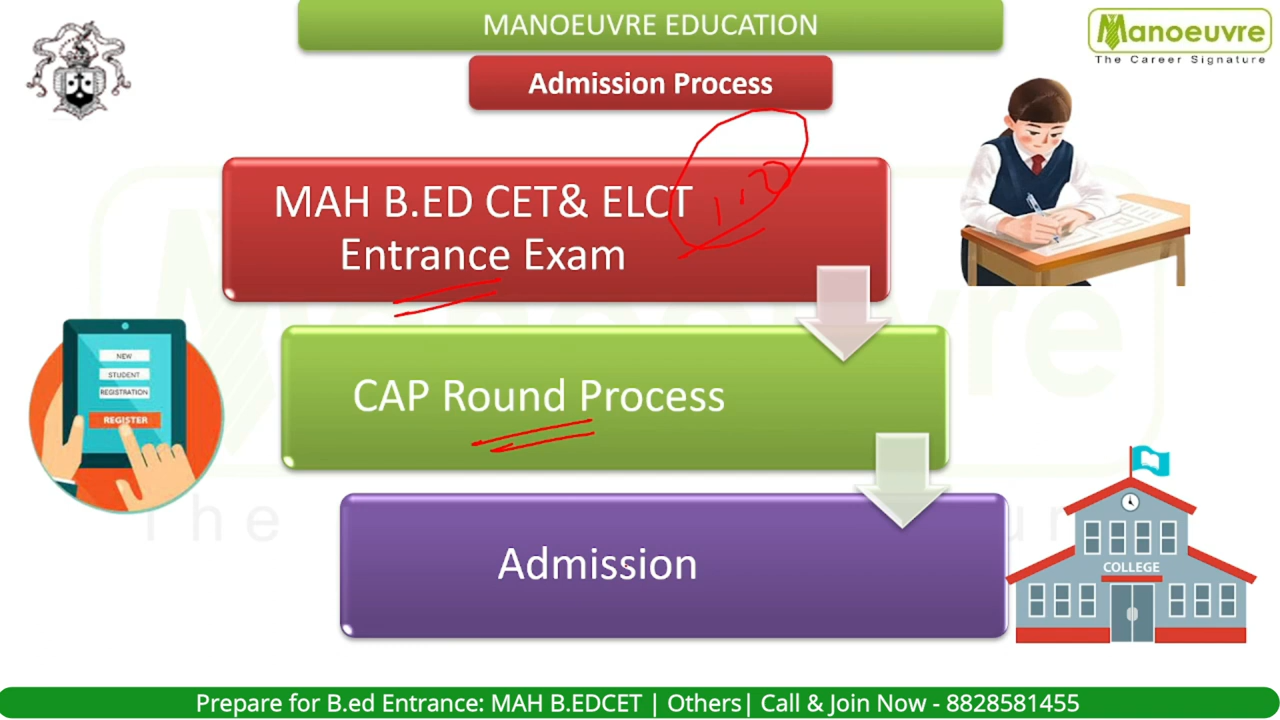 MANOEUVRE EDUCATION
Manoeuvre
The Career Signature
Admission Process
MAH B.ED CET& ELCT
Entrance Exam
NEW
STUDENT
REGISTRATION
REGISTER
CAP Round Process
Admission
COLLEGE
Prepare for B.ed Entrance: MAH B.EDCET | Others| Call & Join Now - 8828581455